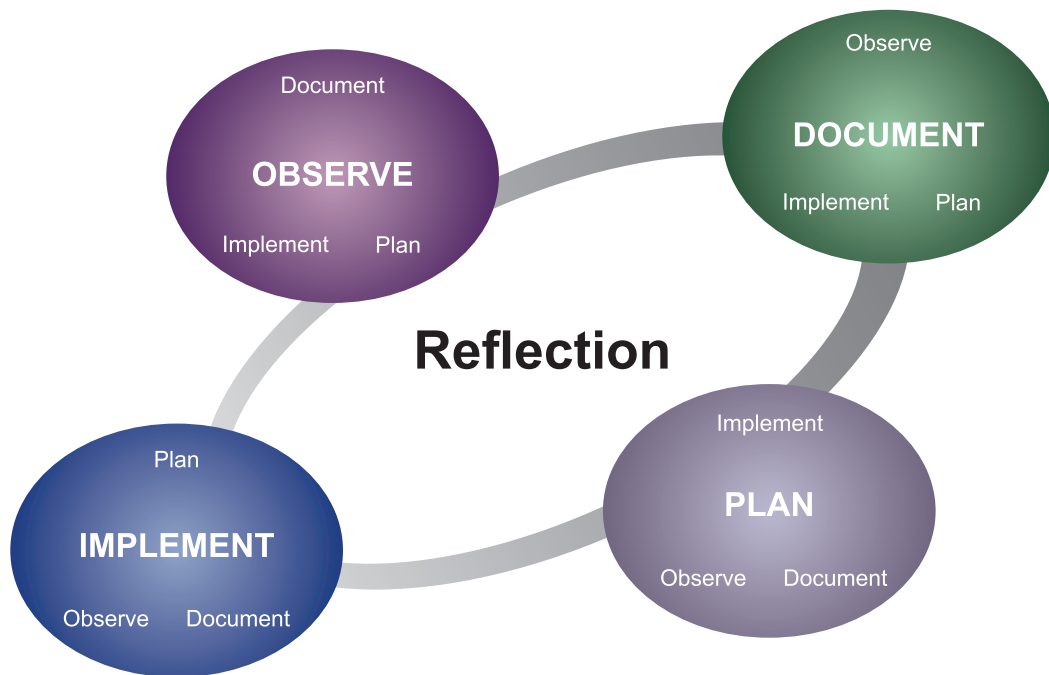 Document
OBSERVE
Implement Plan
Observe
DOCUMENT
Implement Plan
Reflection
Implement
PLAN
Observe Document
Plan
IMPLEMENT
Observe Document